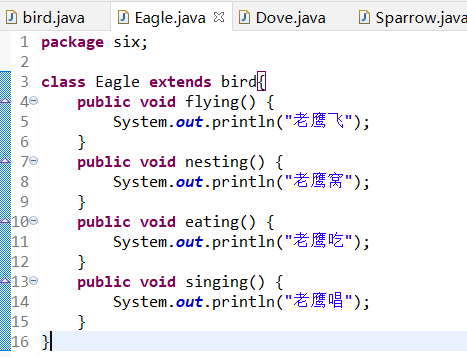 bird.java Eagle.java Dove.java Sparrow.java
1 package six;
2
3 class Eagle extends bird{
4 public void flying() {
5 System.out.println("老鹰飞");
6 }
7 public void nesting() {
8 System.out.println("老鹰窝");
9 }
10 public void eating() {
11 System.out.println("老鹰吃");
12 }
13 public void singing() {
14 System.out.println("老鹰唱");
15 }
16 }